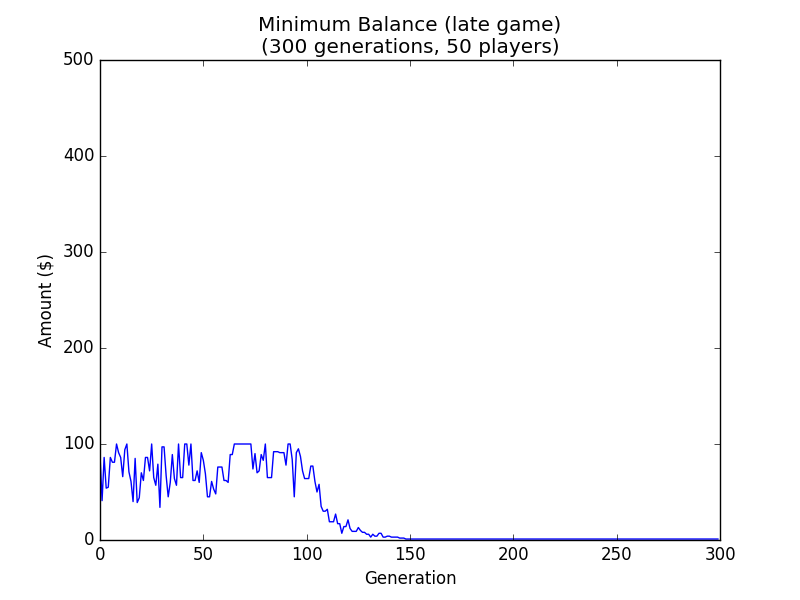 Minimum Balance (late game)
(300 generations, 50 players)
500
400
300
200
100
0
Amount ($)
0 50 100 150 200 250 300
Generation